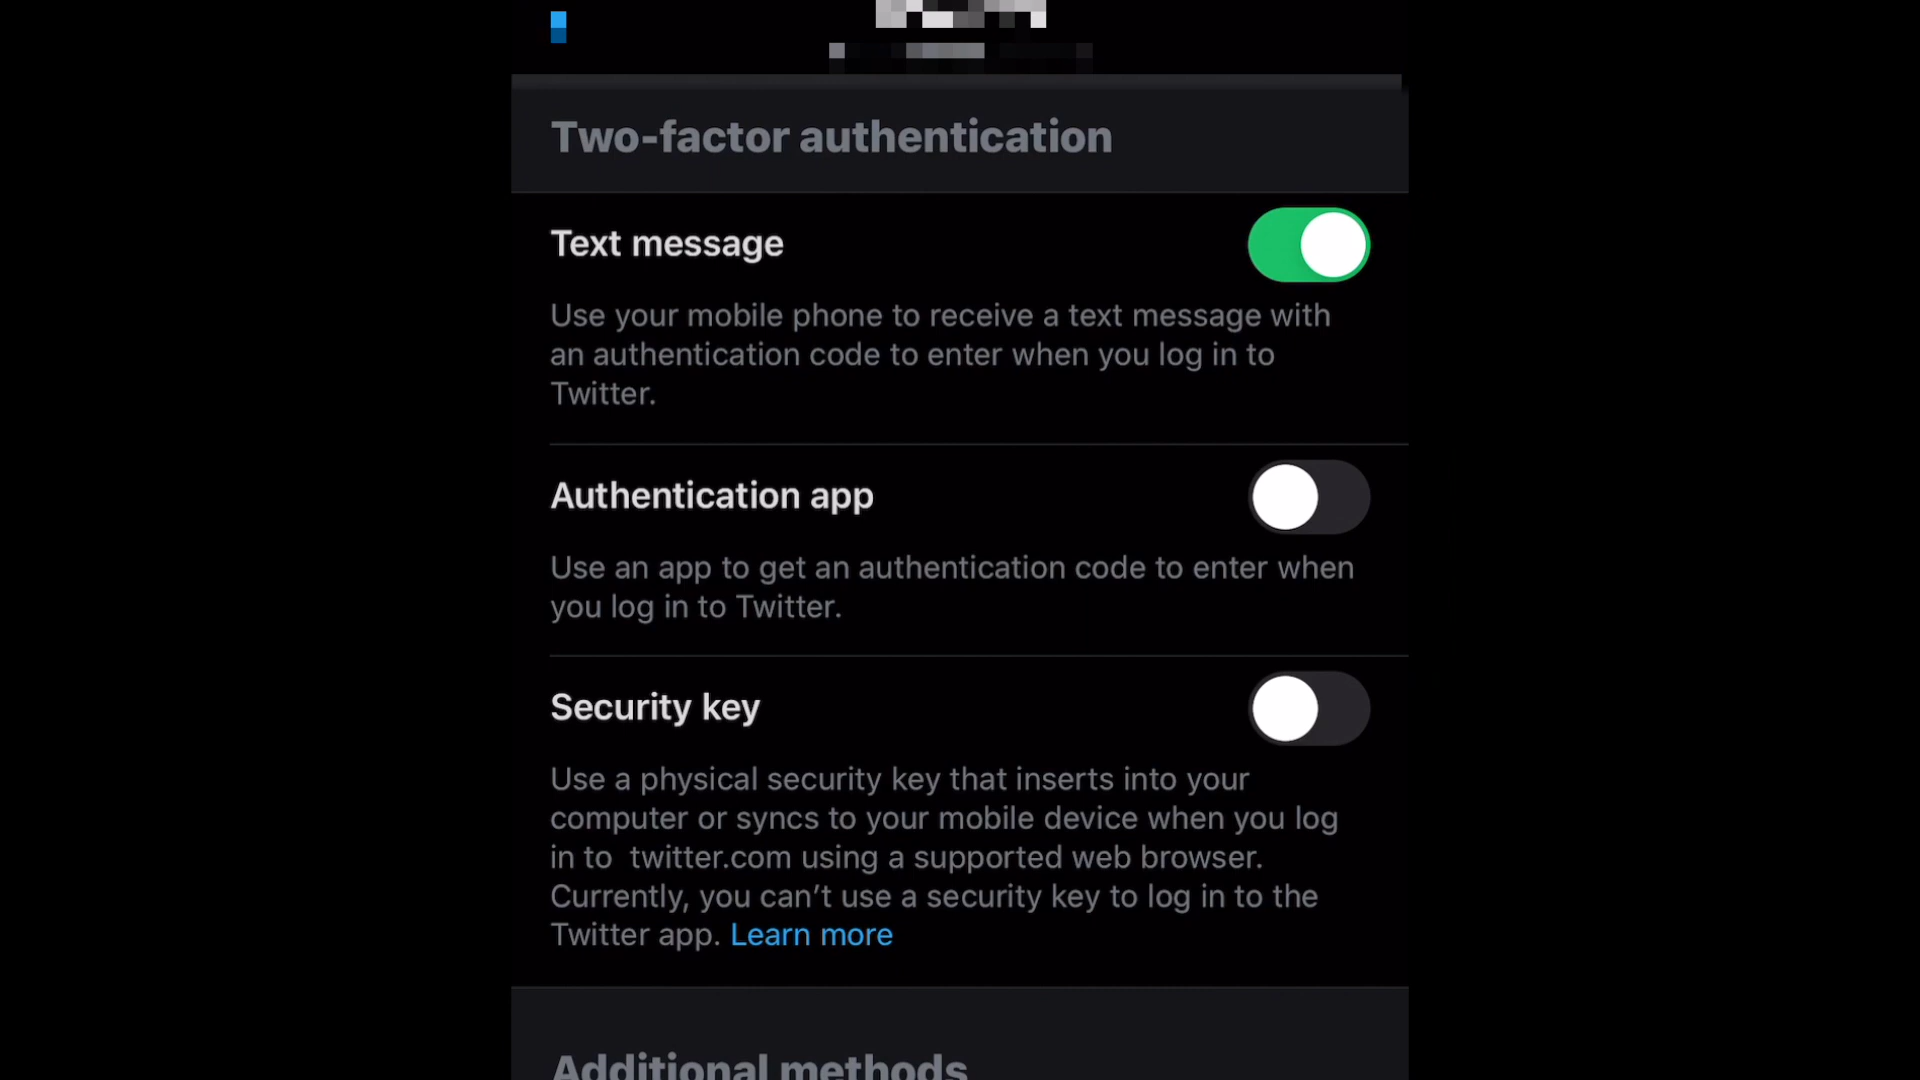 Two-factor authentication
Text message
Use your mobile phone to receive a text message with
an authentication code to enter when you log in to
Twitter.
Authentication app
Use an app to get an authentication code to enter when
you log in to Twitter.
Security key
Use a physical security key that inserts into your
computer or syncs to your mobile device when you log
in to twitter.com using a supported web browser.
Currently, you can’t use a security key to log in to the
Twitter app. Learn more
Additional methods